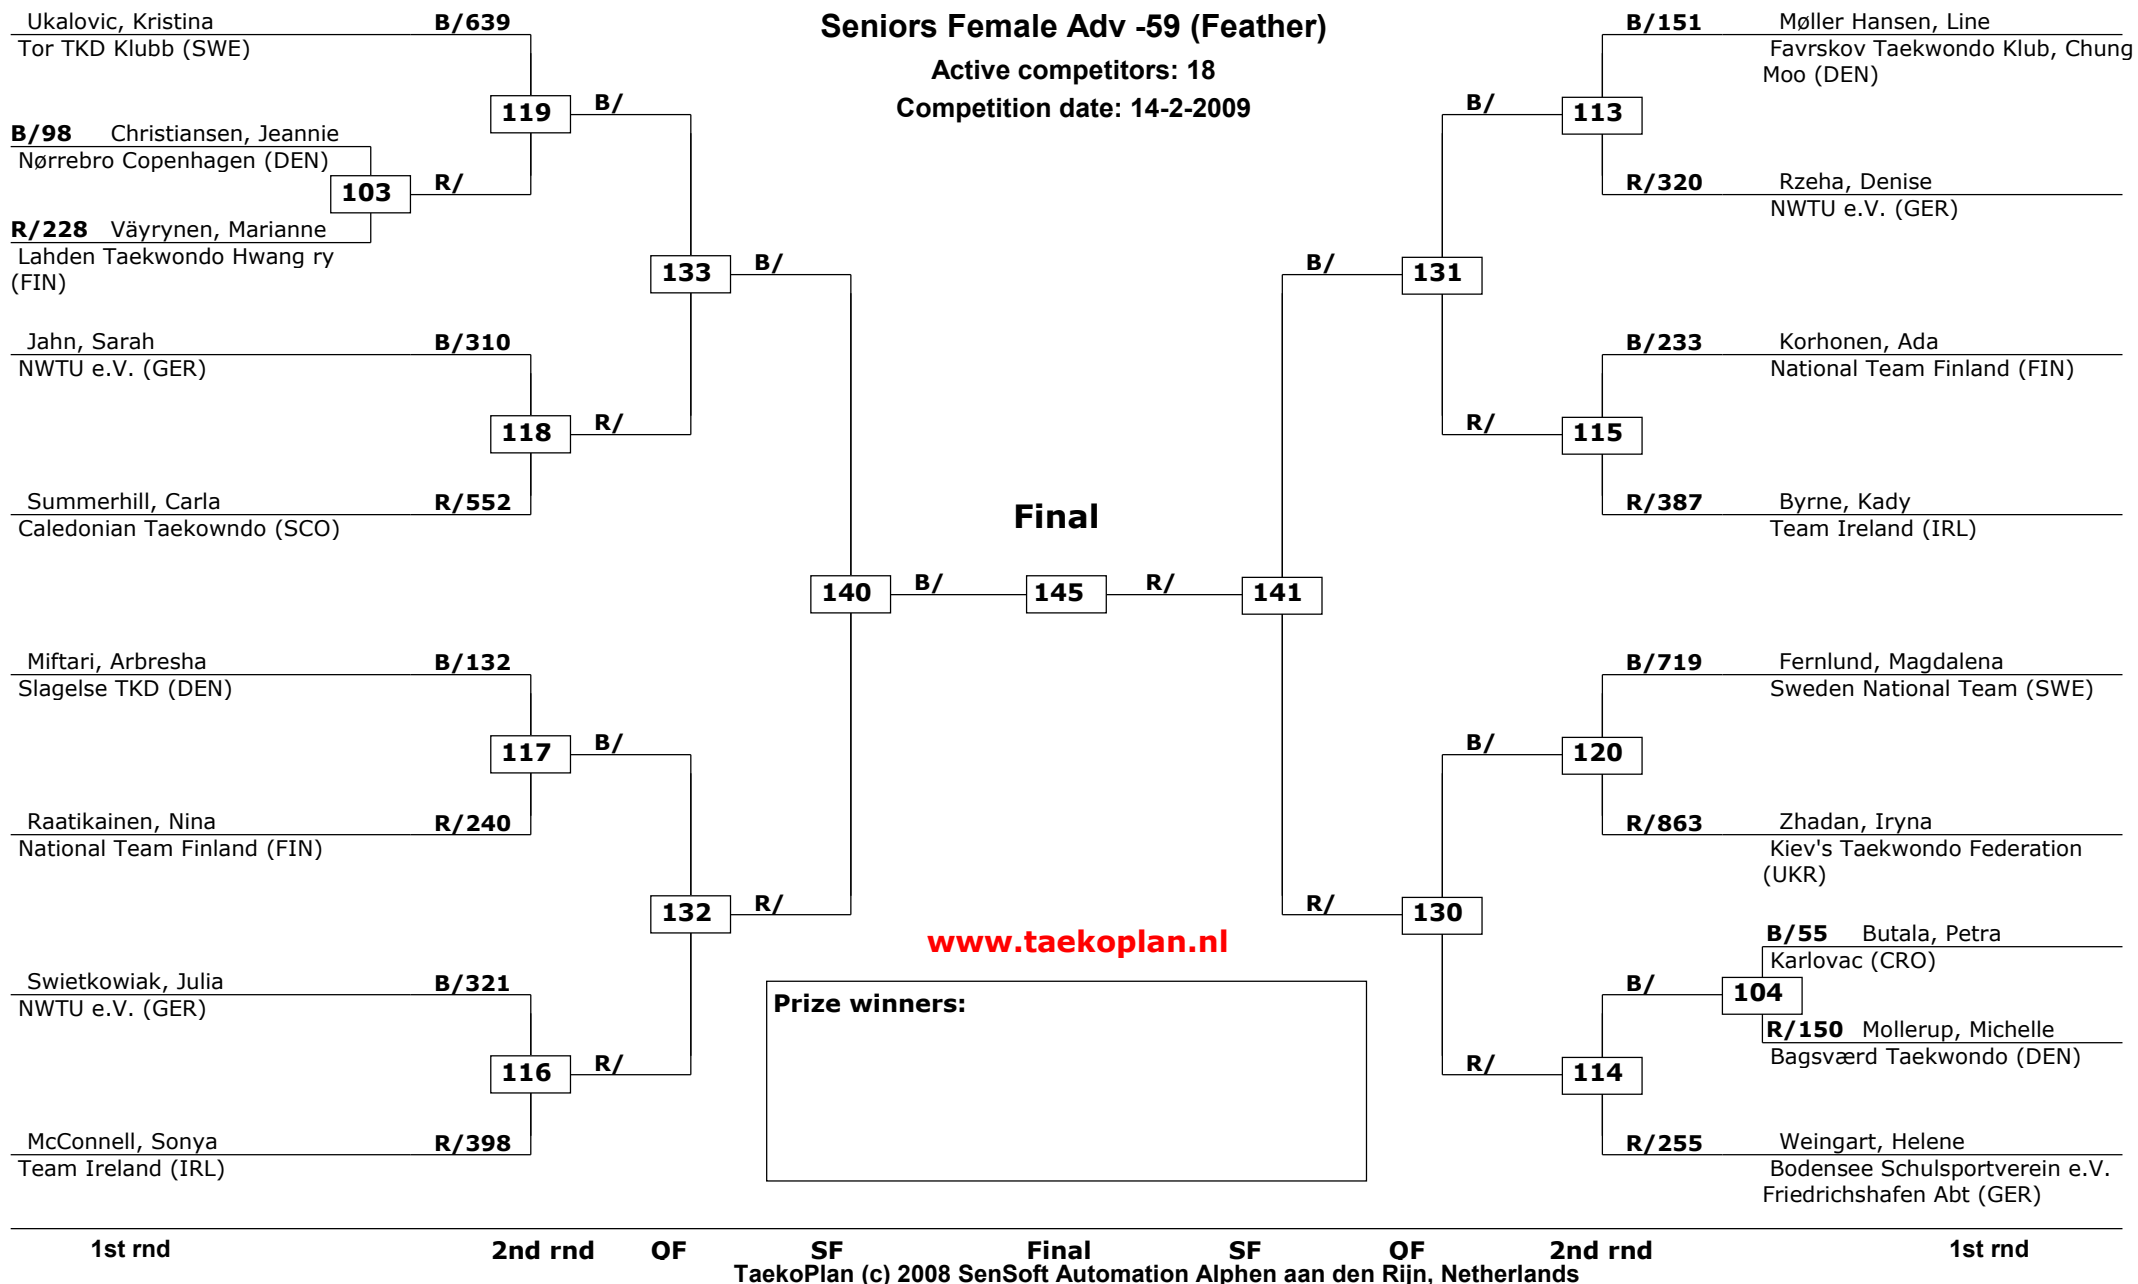 Seniors Female Adv -59 (Feather)
Active competitors: 18
Competition date: 14-2-2009
Ukalovic, Kristina B/639
Tor TKD Klubb (SWE)
119 B/
B/98 Christiansen, Jeannie
Nørrebro Copenhagen (DEN)
103 R/
R/228 Väyrynen, Marianne
Lahden Taekwondo Hwang ry
(FIN)
133 B/
Jahn, Sarah B/310
NWTU e.V. (GER)
118 R/
Summerhill, Carla R/552
Caledonian Taekowndo (SCO)
140 B/
Miftari, Arbresha B/132
Slagelse TKD (DEN)
117 B/
Raatikainen, Nina R/240
National Team Finland (FIN)
132 R/
Swietkowiak, Julia B/321
NWTU e.V. (GER)
116 R/
McConnell, Sonya R/398
Team Ireland (IRL)
Final
145
B/151 Møller Hansen, Line
Favrskov Taekwondo Klub, Chung
Moo (DEN)
B/ 113
R/320 Rzeha, Denise
NWTU e.V. (GER)
B/ 131
B/233 Korhonen, Ada
National Team Finland (FIN)
R/ 115
R/387 Byrne, Kady
Team Ireland (IRL)
R/ 141
B/719 Fernlund, Magdalena
Sweden National Team (SWE)
B/ 120
R/863 Zhadan, Iryna
Kiev's Taekwondo Federation
(UKR)
R/ 130
B/55 Butala, Petra
Karlovac (CRO)
B/ 104
R/150 Mollerup, Michelle
Bagsværd Taekwondo (DEN)
R/ 114
R/255 Weingart, Helene
Bodensee Schulsportverein e.V.
Friedrichshafen Abt (GER)
www.taekoplan.nl
Prize winners:
1st rnd 2nd rnd QF SF Final SF QF 2nd rnd 1st rnd
TaekoPlan (c) 2008 SenSoft Automation Alphen aan den Rijn, Netherlands